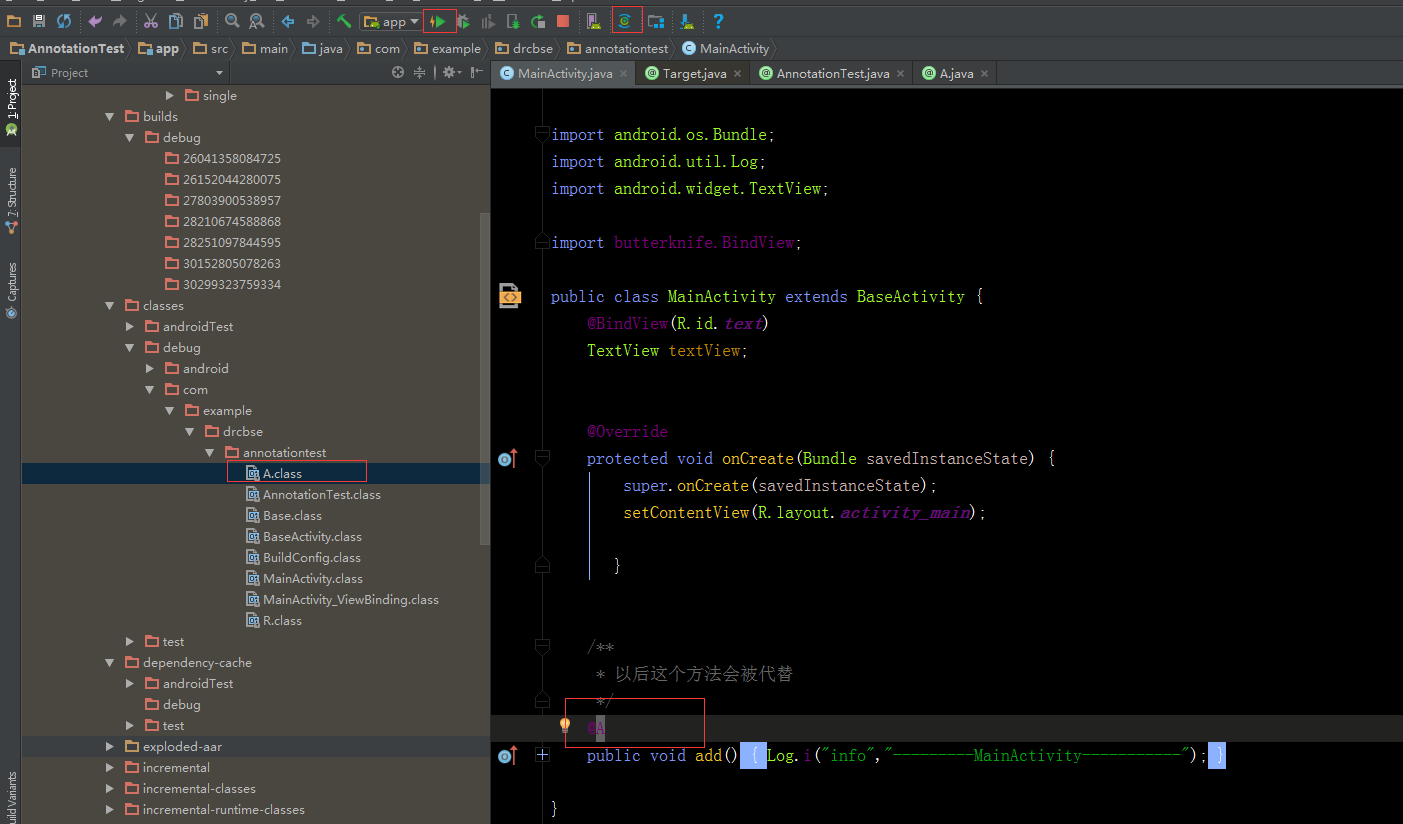 app
AnnotationTest app src main java com example drcbse annotationtest MainActivity
Project
MainActivity.java Target.java AnnotationTest.java A.java
1: Project
7: Structure
Captures
single
builds
debug
26041358084725
26152044280075
27803900538957
28210674588868
28251097844595
30152805078263
30299323759334
classes
androidTest
debug
android
com
example
drcbse
annotationtest
A.class
AnnotationTest.class
Base.class
BaseActivity.class
BuildConfig.class
MainActivity.class
MainActivity_ViewBinding.class
R.class
test
dependency-cache
androidTest
debug
test
exploded-aar
incremental
incremental-classes
incremental-runtime-classes
import android.os.Bundle;
import android.util.Log;
import android.widget.TextView;
import butterknife.BindView;
public class MainActivity extends BaseActivity {
@BindView(R.id.text)
TextView textView;
@Override
protected void onCreate(Bundle savedInstanceState) {
super.onCreate(savedInstanceState);
setContentView(R.layout.activity_main);
}
/**
* 以后这个方法会被代替
*/
@A
public void add() { Log.i("info","---------MainActivity-----------"); }
}